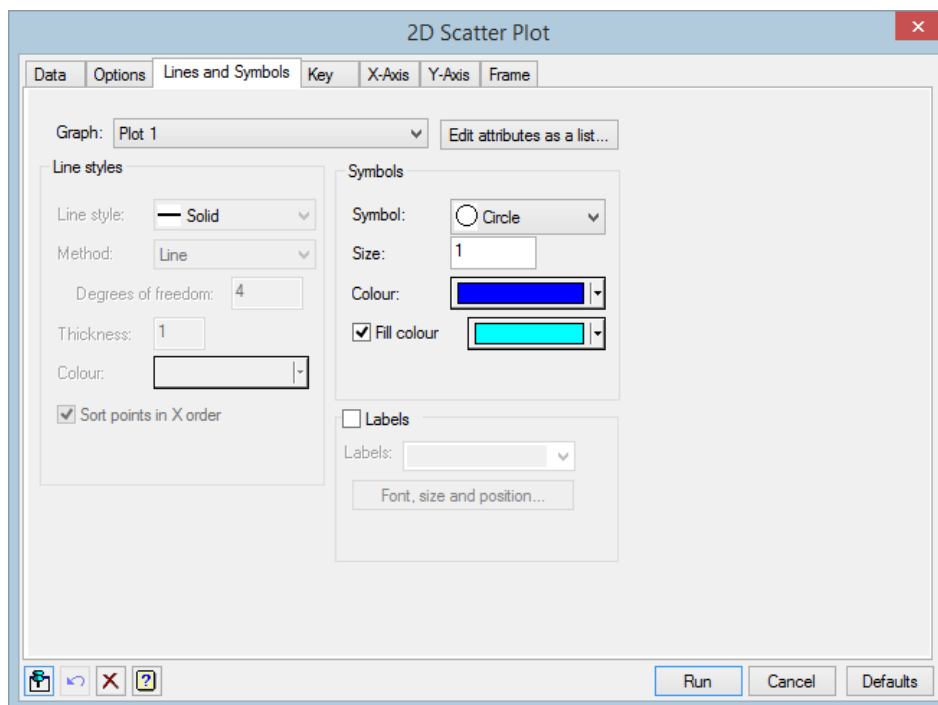 2D Scatter Plot
Data Options Lines and Symbols Key X-Axis Y-Axis Frame
Graph: Plot 1 Edit attributes as a list...
Line styles
Line style: Solid
Method: Line
Degrees of freedom: 4
Thickness: 1
Colour:
Sort points in X order
Symbols
Symbol: Circle
Size: 1
Colour:
Fill colour
Labels
Labels:
Font, size and position...
Run Cancel Defaults